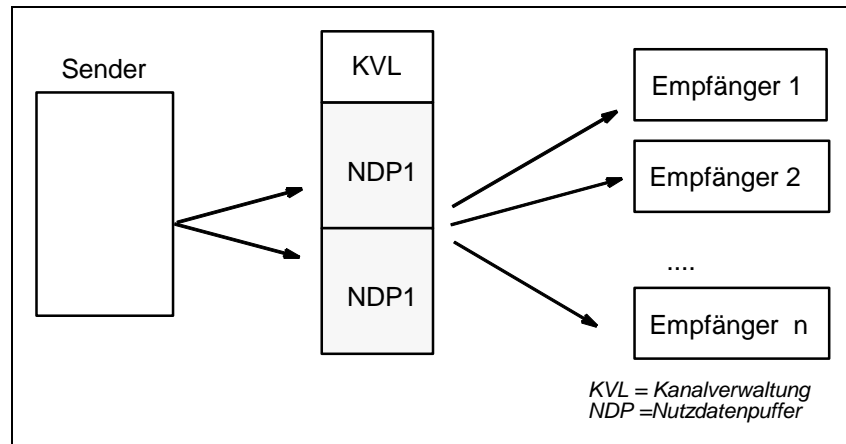 Sender
KVL
NDP1
NDP1
Empfänger 1
Empfänger 2
....
Empfänger n
KVL = Kanalverwaltung
NDP =Nutzdatenpuffer